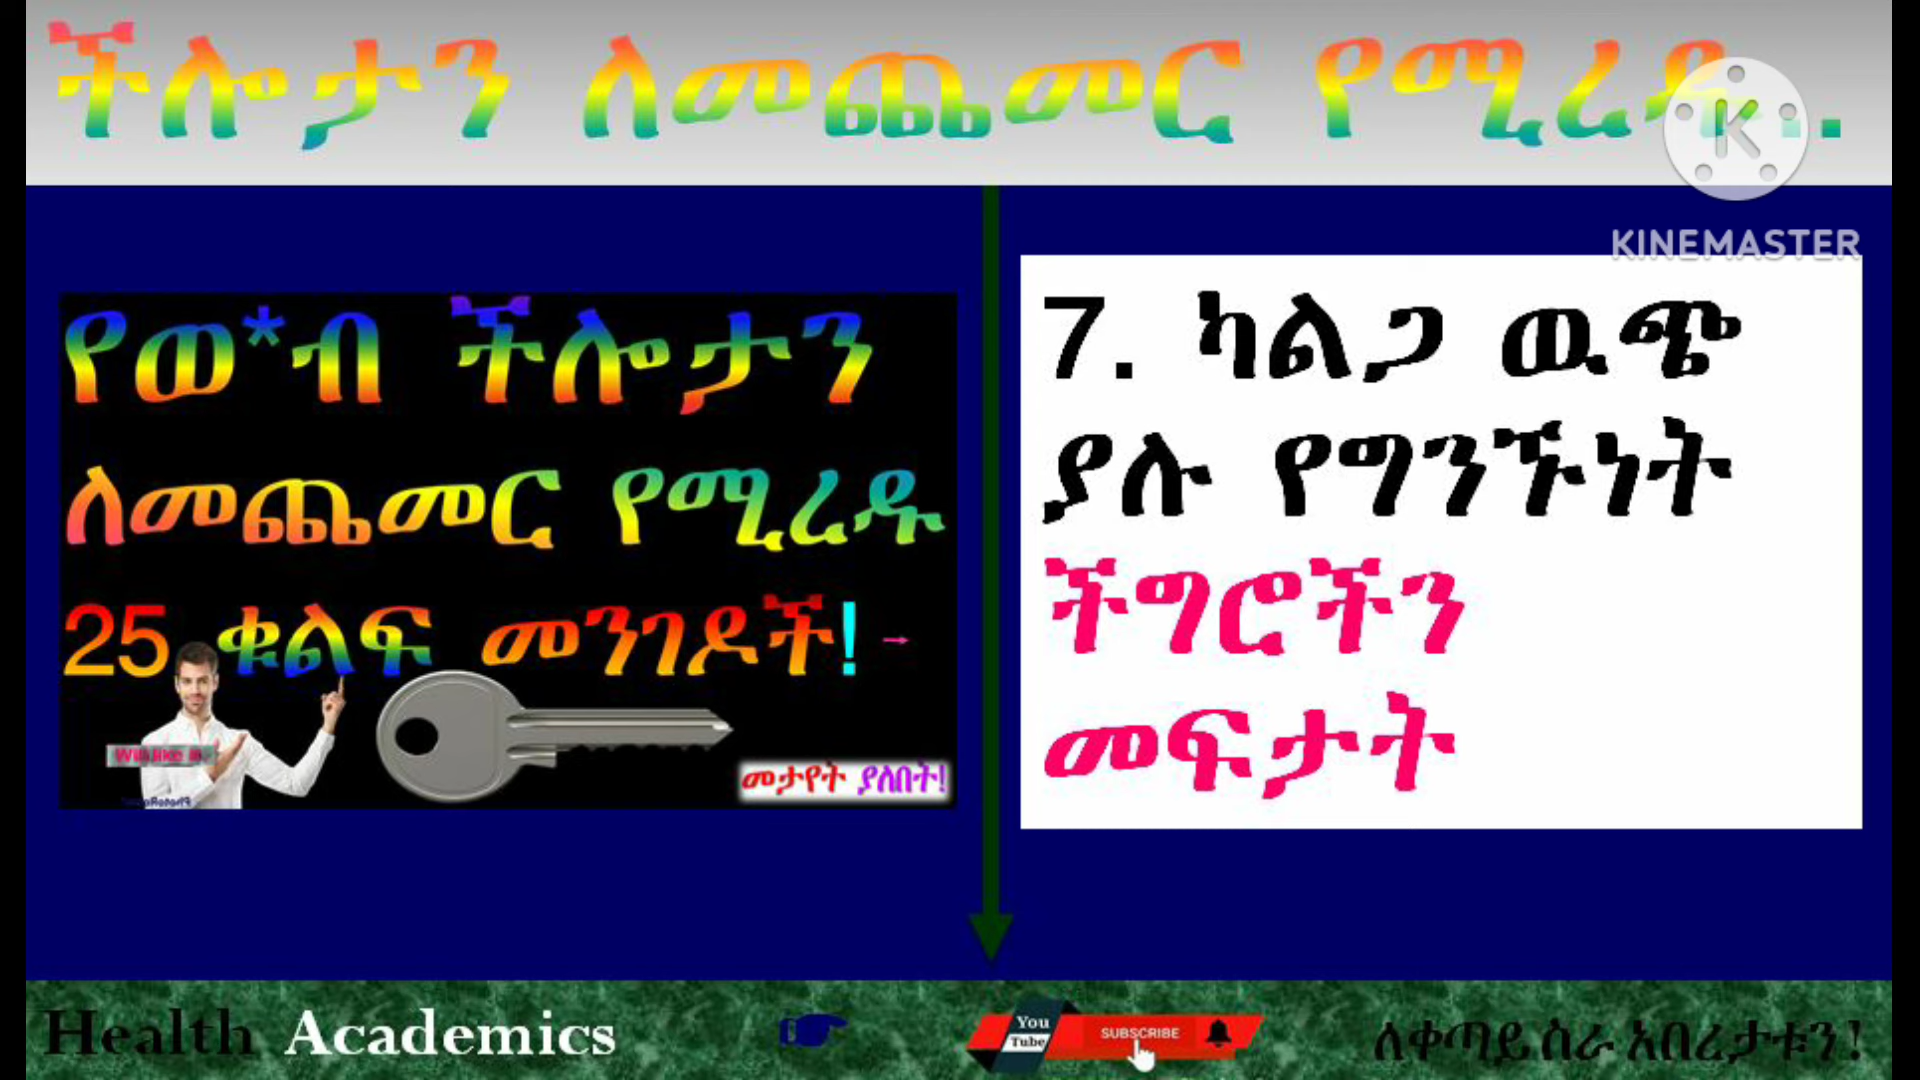 ችሎታን ለመጨመር የሚረዱ..
KINEMASTER
የወ*ብ ችሎታን
ለመጨመር የሚረዱ
25 ቁልፍ መንገዶች!
መታየት ያለበት!
7. ካልጋ ዉጭ
ያሉ የግንኙነት
ችግሮችን
መፍታት
Health Academics
You
Tube
SUBSCRIBE
ለቀጣይ ስራ አበረታቱን!